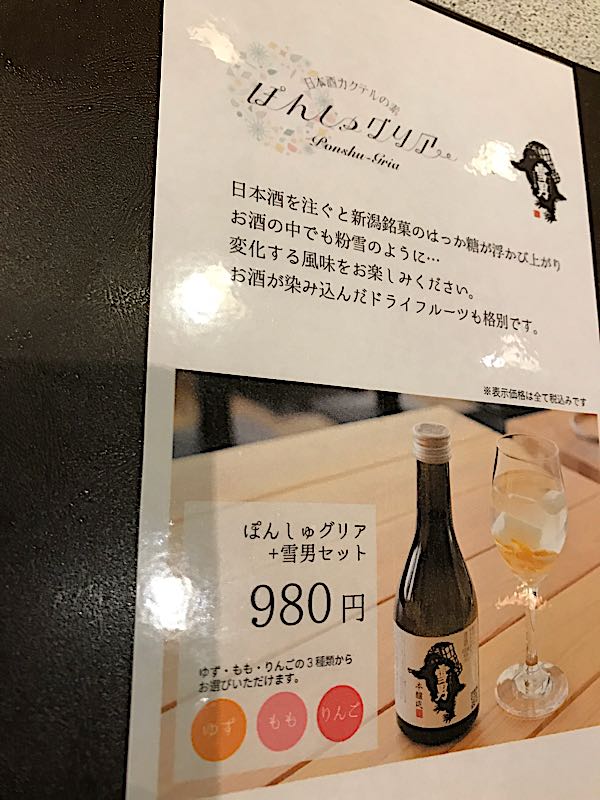 日本酒カクテルの素
ぽんしゅグリア
Ponshu-Gria
雪男
日本酒を注ぐと新潟銘菓のはっか糖が浮かび上がり
お酒の中でも粉雪のように…
変化する風味をお楽しみください。
お酒が染み込んだドライフルーツも格別です。
※表示価格は全て税込みです
ぽんしゅグリア
+雪男セット
980円
ゆず・もも・りんごの3種類から
お選びいただけます。
ゆず もも りんご
雪男
本醸造